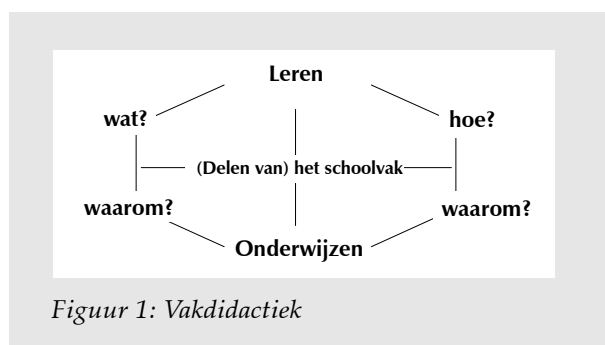 Leren
wat? hoe?
(Delen van) het schoolvak
waarom? waarom?
Onderwijzen
Figuur 1: Vakdidactiek